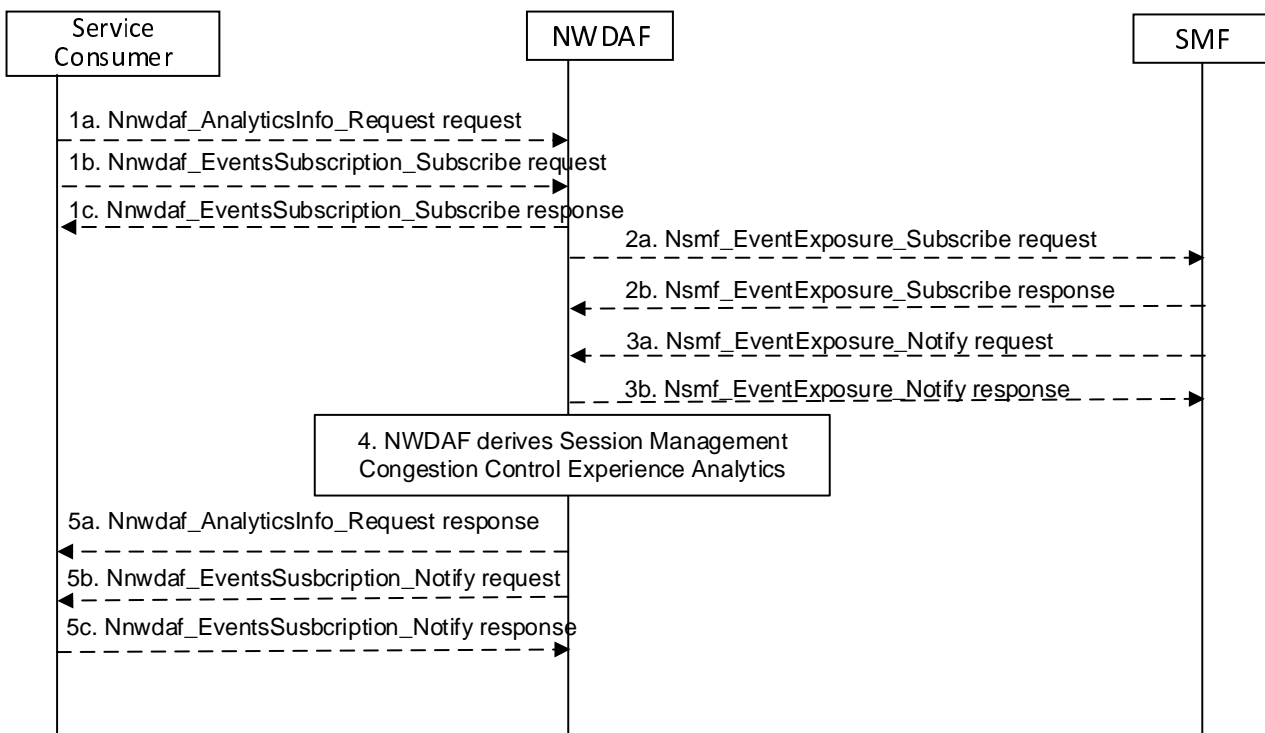 Service
Consumer
NWDAF
SMF
1a. Nnwdaf_AnalyticsInfo_Request request
1b. Nnwdaf_EventsSubscription_Subscribe request
1c. Nnwdaf_EventsSubscription_Subscribe response
2a. Nsmf_EventExposure_Subscribe request
2b. Nsmf_EventExposure_Subscribe response
3a. Nsmf_EventExposure_Notify request
3b. Nsmf_EventExposure_Notify response
4. NWDAF derives Session Management
Congestion Control Experience Analytics
5a. Nnwdaf_AnalyticsInfo_Request response
5b. Nnwdaf_EventsSusbcription_Notify request
5c. Nnwdaf_EventsSusbcription_Notify response